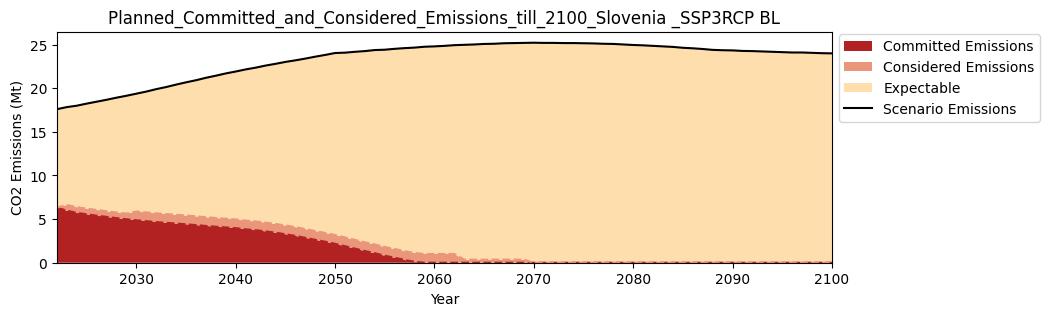 Planned_Committed_and_Considered_Emissions_till_2100_Slovenia _SSP3RCP BL
CO2 Emissions (Mt)
25
20
15
10
5
0
2030 2040 2050 2060 2070 2080 2090 2100
Year
Committed Emissions
Considered Emissions
Expectable
Scenario Emissions